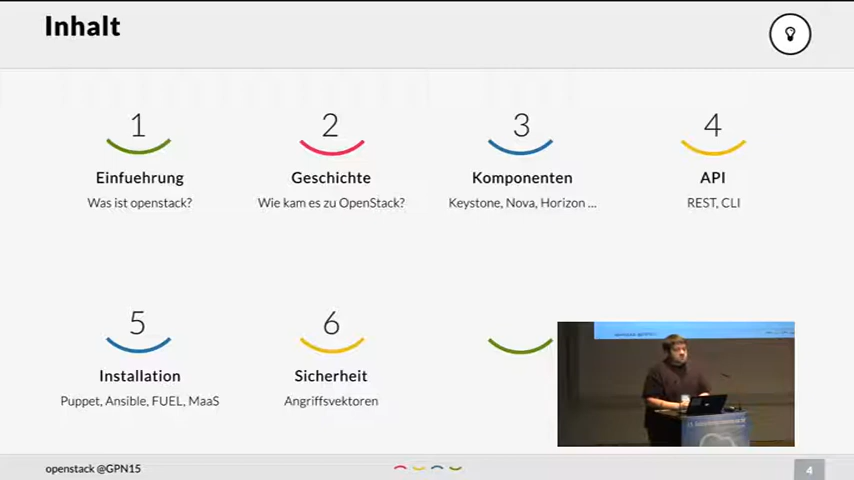 Inhalt
1
Einfuehrung
Was ist openstack?
2
Geschichte
Wie kam es zu OpenStack?
3
Komponenten
Keystone, Nova, Horizon ...
4
API
REST, CLI
5
Installation
Puppet, Ansible, FUEL, MaaS
6
Sicherheit
Angriffsvektoren
openstack @GPN15
4